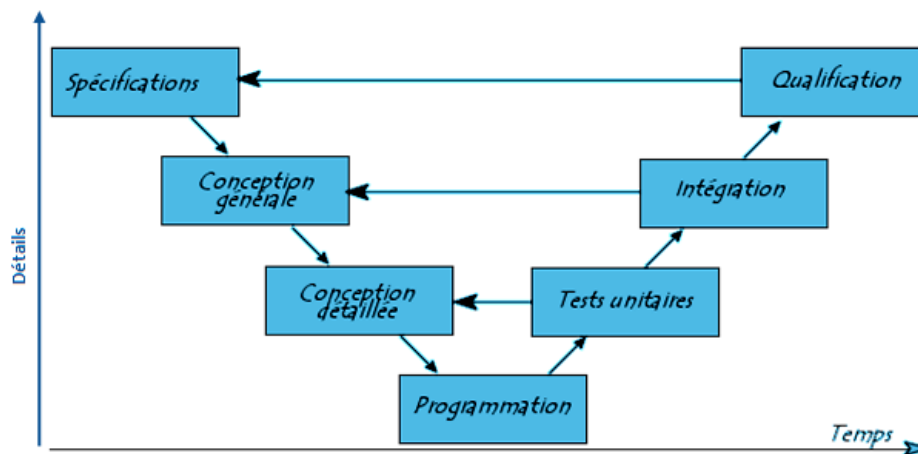 Spécifications
Qualification
Conception
générale
Intégration
Détails
Conception
détaillée
Tests unitaires
Programmation
Temps